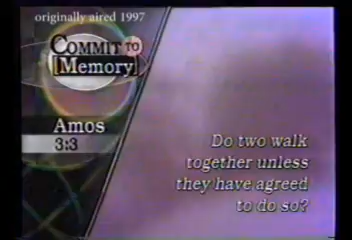 originally aired 1997
COMMIT TO
[Memory]
Amos
3:3
Do two walk
together unless
they have agreed
to do so?